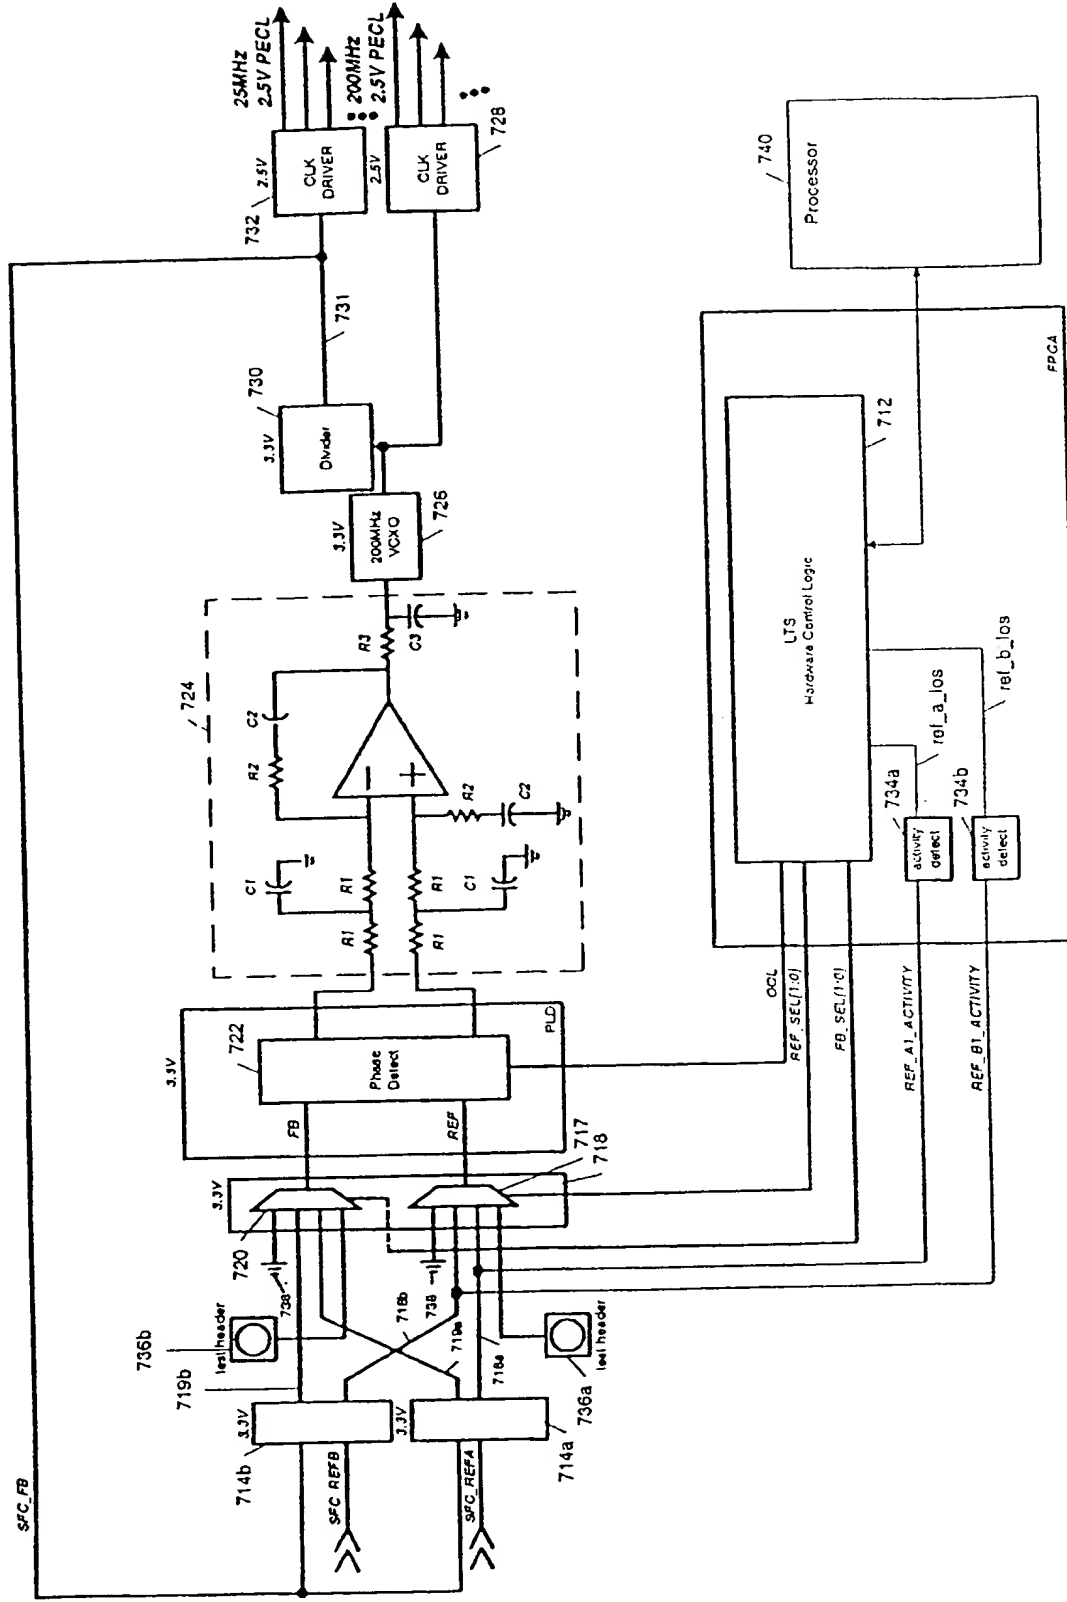 SFC_FB
25MHz
2.5V PECL
200MHz
2.5V PECL
732
2.5V
CLK
DRIVER
2.5V
CLK
DRIVER
728
731
730
3.3V
Divider
3.3V
200MHz
VCXO
726
724
R2
C2
R3
C3
R2
C2
C1
R1
R1
R1
R1
C1
3.3V
722
Phase
Detect
PLD
FB
REF
3.3V
717
718
720
738
738
718b
719a
718a
736b
test header
719b
test header
736a
3.3V
3.3V
714b
714a
SFC_REFB
SFC_REFA
740
Processor
FPGA
LTS
Hardware Control Logic
712
ref_a_los
ref_b_los
734a
activity
detect
734b
activity
detect
OCL
REF_SEL(1:0)
FB_SEL(1:0)
REF_A1_ACTIVITY
REF_B1_ACTIVITY